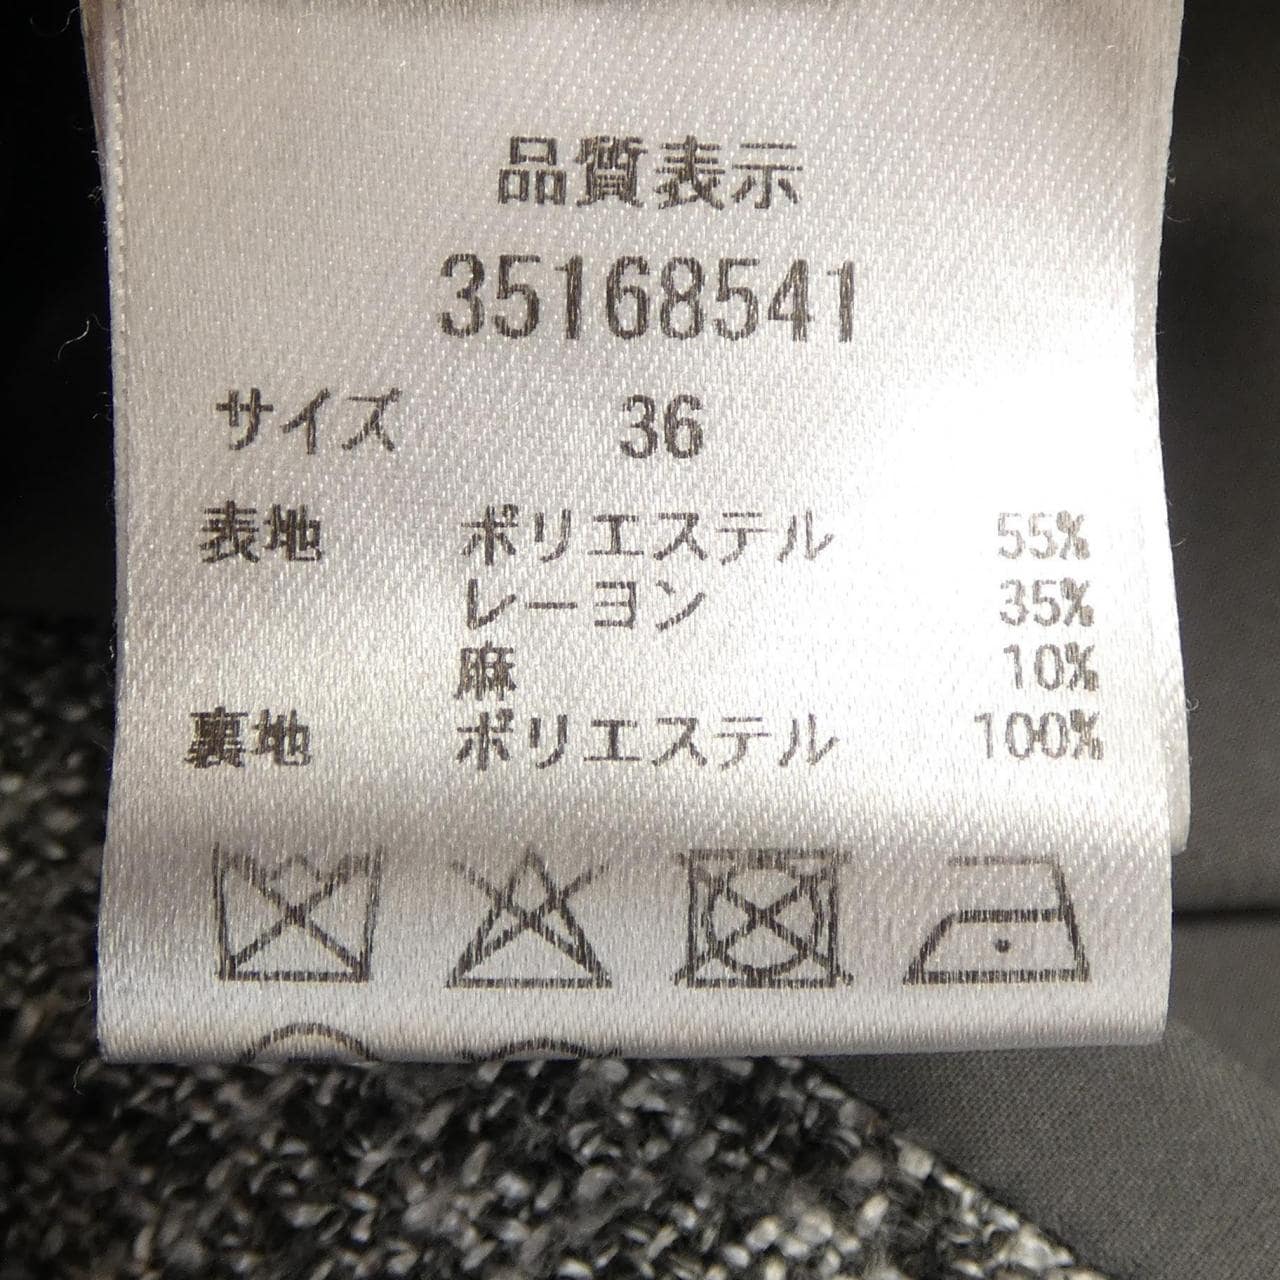 品質表示
35168541
サイズ 36
表地 ポリエステル 55%
レーヨン 35%
麻 10%
裏地 ポリエステル 100%